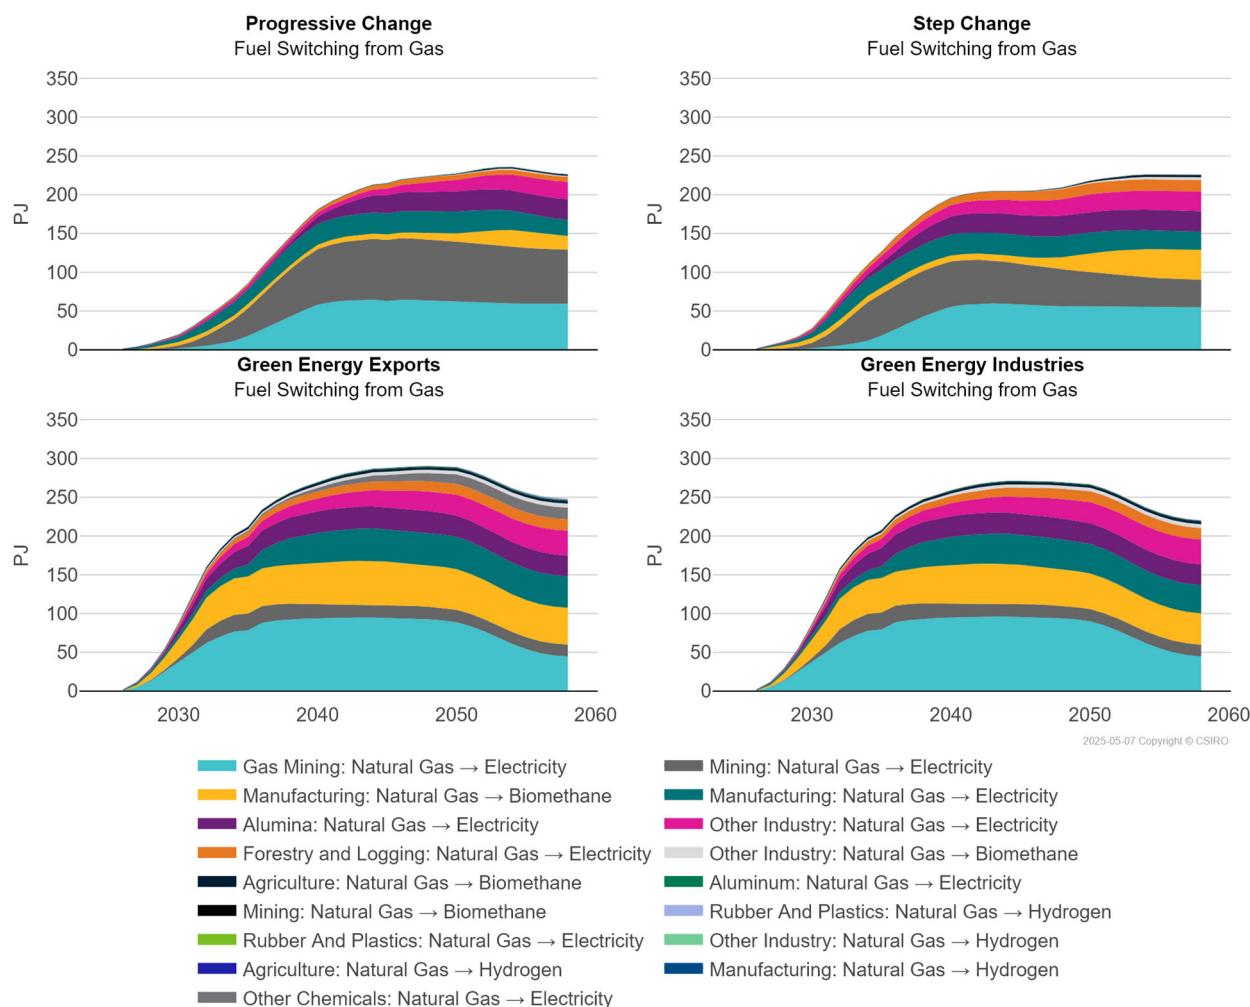 Progressive Change
Fuel Switching from Gas
350
300
250
200
150
100
50
0
PJ
Step Change
Fuel Switching from Gas
350
300
250
200
150
100
50
0
PJ
Green Energy Exports
Fuel Switching from Gas
350
300
250
200
150
100
50
0
PJ
2030 2040 2050 2060
Green Energy Industries
Fuel Switching from Gas
350
300
250
200
150
100
50
0
PJ
2030 2040 2050 2060
2025-05-07 Copyright © CSIRO
Gas Mining: Natural Gas → Electricity
Mining: Natural Gas → Electricity
Manufacturing: Natural Gas → Biomethane
Manufacturing: Natural Gas → Electricity
Alumina: Natural Gas → Electricity
Other Industry: Natural Gas → Electricity
Forestry and Logging: Natural Gas → Electricity
Other Industry: Natural Gas → Biomethane
Agriculture: Natural Gas → Biomethane
Aluminum: Natural Gas → Electricity
Mining: Natural Gas → Biomethane
Rubber And Plastics: Natural Gas → Hydrogen
Rubber And Plastics: Natural Gas → Electricity
Other Industry: Natural Gas → Hydrogen
Agriculture: Natural Gas → Hydrogen
Manufacturing: Natural Gas → Hydrogen
Other Chemicals: Natural Gas → Electricity